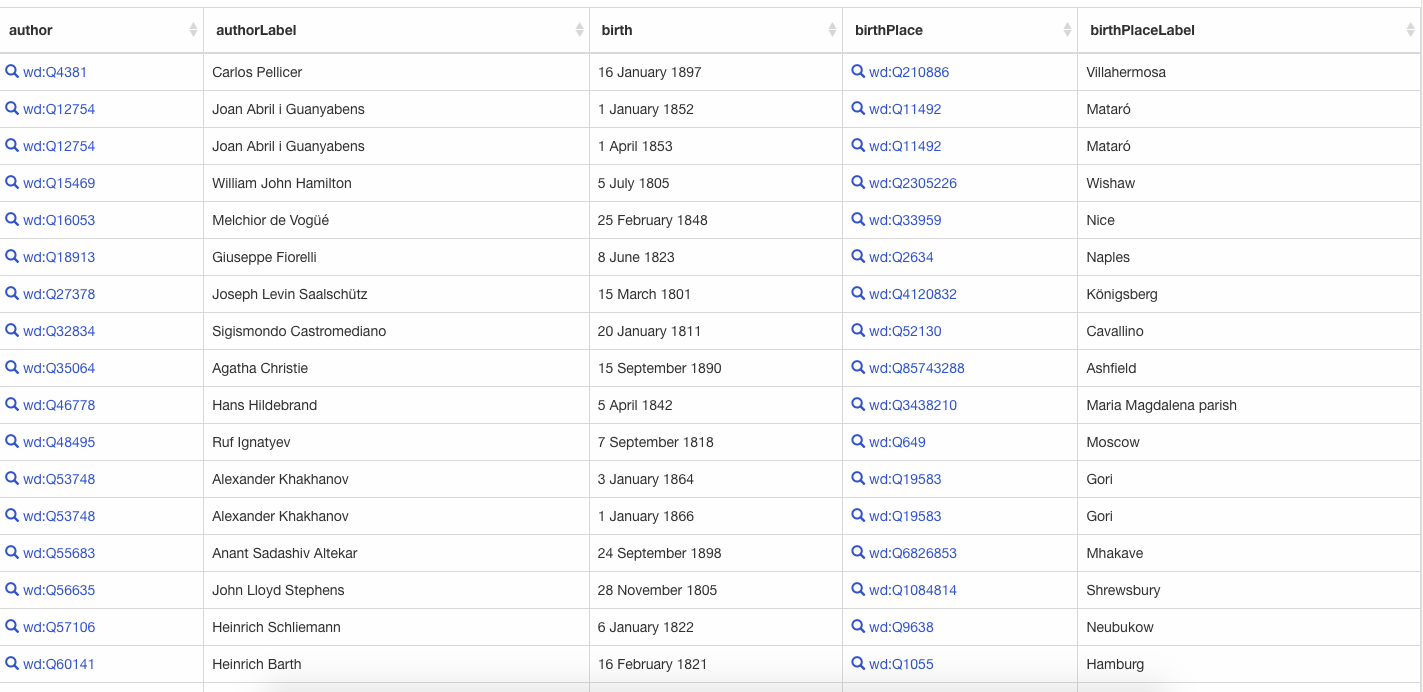 author authorLabel birth birthPlace birthPlaceLabel
wd:Q4381 Carlos Pellicer 16 January 1897 wd:Q210886 Villahermosa
wd:Q12754 Joan Abril i Guanyabens 1 January 1852 wd:Q11492 Mataró
wd:Q12754 Joan Abril i Guanyabens 1 April 1853 wd:Q11492 Mataró
wd:Q15469 William John Hamilton 5 July 1805 wd:Q2305226 Wishaw
wd:Q16053 Melchior de Vogüé 25 February 1848 wd:Q33959 Nice
wd:Q18913 Giuseppe Fiorelli 8 June 1823 wd:Q2634 Naples
wd:Q27378 Joseph Levin Saalschütz 15 March 1801 wd:Q4120832 Königsberg
wd:Q32834 Sigismondo Castromediano 20 January 1811 wd:Q52130 Cavallino
wd:Q35064 Agatha Christie 15 September 1890 wd:Q85743288 Ashfield
wd:Q46778 Hans Hildebrand 5 April 1842 wd:Q3438210 Maria Magdalena parish
wd:Q48495 Ruf Ignatyev 7 September 1818 wd:Q649 Moscow
wd:Q53748 Alexander Khakhanov 3 January 1864 wd:Q19583 Gori
wd:Q53748 Alexander Khakhanov 1 January 1866 wd:Q19583 Gori
wd:Q55683 Anant Sadashiv Altekar 24 September 1898 wd:Q6826853 Mhakave
wd:Q56635 John Lloyd Stephens 28 November 1805 wd:Q1084814 Shrewsbury
wd:Q57106 Heinrich Schliemann 6 January 1822 wd:Q9638 Neubukow
wd:Q60141 Heinrich Barth 16 February 1821 wd:Q1055 Hamburg